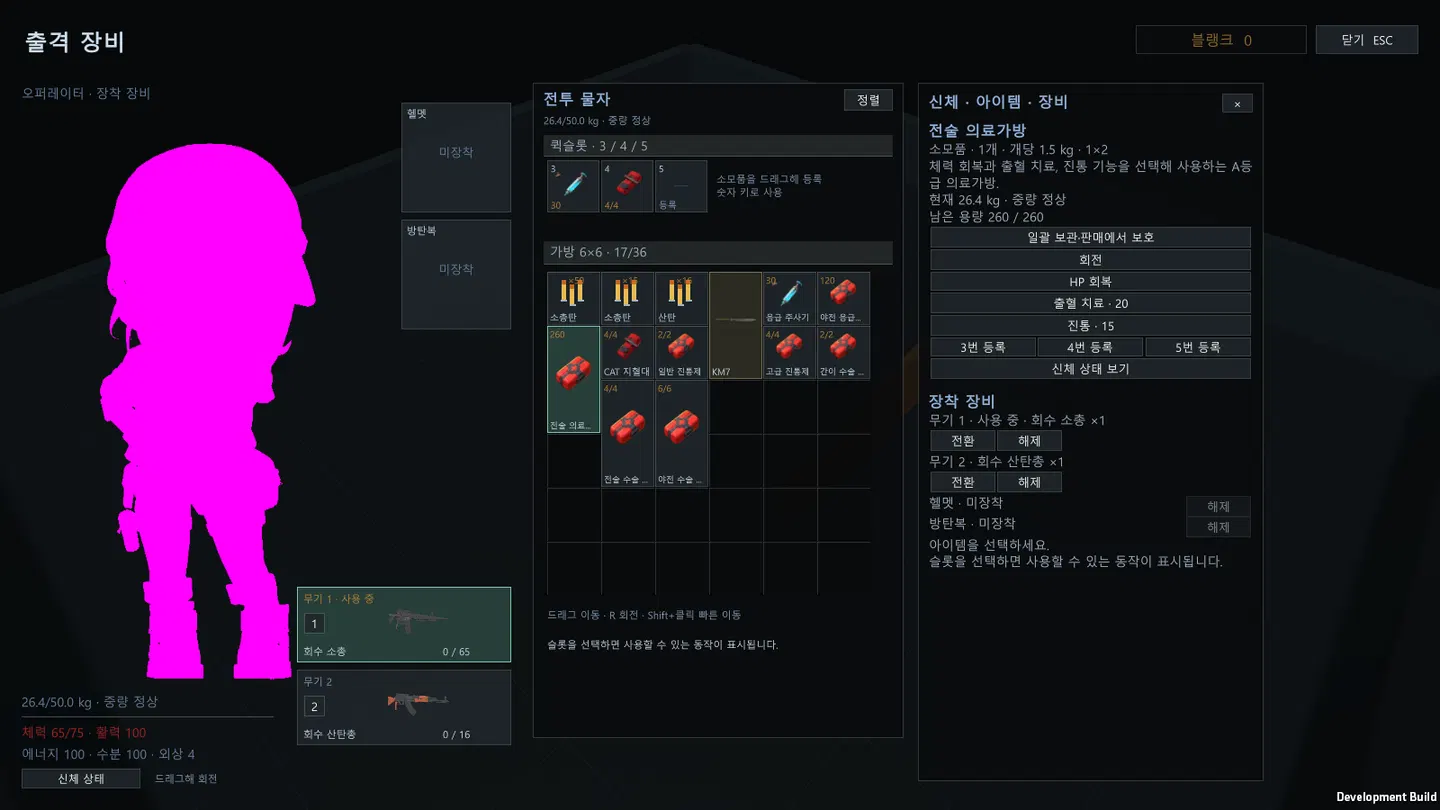 출격 장비
블랭크 0
닫기 ESC
오퍼레이터 · 장착 장비
헬멧
미장착
방탄복
미장착
무기 1 · 사용 중
1
회수 소총
0 / 65
무기 2
2
회수 산탄총
0 / 16
26.4/50.0 kg · 중량 정상
체력 65/75 · 활력 100
에너지 100 · 수분 100 · 외상 4
신체 상태
드래그해 회전
전투 물자
정렬
26.4/50.0 kg · 중량 정상
퀵슬롯 · 3 / 4 / 5
3
30
4
4/4
5
등록
소모품을 드래그해 등록
숫자 키로 사용
가방 6×6 · 17/36
소총탄
소총탄
산탄
KM7
30
응급 주사기
120
야전 응급...
260
전술 의료...
4/4
CAT 지혈대
2/2
일반 진통제
4/4
고급 진통제
2/2
간이 수술 ...
4/4
전술 수술 ...
6/6
야전 수술 ...
드래그 이동 · R 회전 · Shift+클릭 빠른 이동
슬롯을 선택하면 사용할 수 있는 동작이 표시됩니다.
신체 · 아이템 · 장비
×
전술 의료가방
소모품 · 1개 · 개당 1.5 kg · 1×2
체력 회복과 출혈 치료, 진통 기능을 선택해 사용하는 A등
급 의료가방.
현재 26.4 kg · 중량 정상
남은 용량 260 / 260
일괄 보관·판매에서 보호
회전
HP 회복
출혈 치료 · 20
진통 · 15
3번 등록
4번 등록
5번 등록
신체 상태 보기
장착 장비
무기 1 · 사용 중 · 회수 소총 ×1
전환
해제
무기 2 · 회수 산탄총 ×1
전환
해제
헬멧 · 미장착
해제
방탄복 · 미장착
해제
아이템을 선택하세요.
슬롯을 선택하면 사용할 수 있는 동작이 표시됩니다.
Development Build